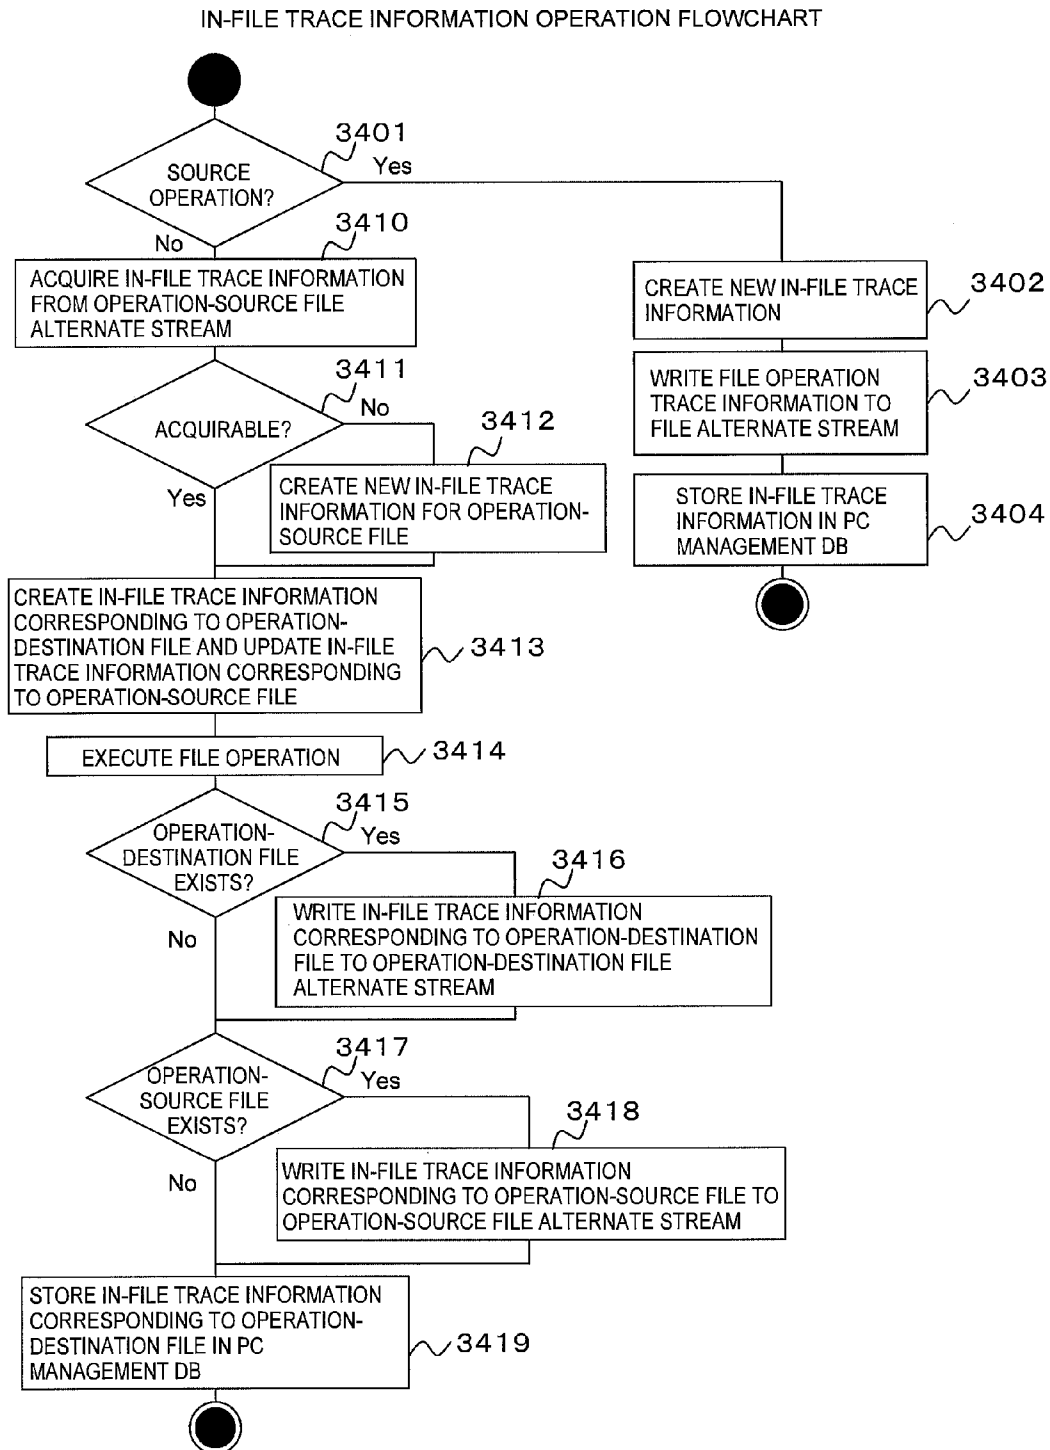 IN-FILE TRACE INFORMATION OPERATION FLOWCHART
3401
SOURCE
OPERATION?
Yes
No
3410
ACQUIRE IN-FILE TRACE INFORMATION
FROM OPERATION-SOURCE FILE
ALTERNATE STREAM
CREATE NEW IN-FILE TRACE
INFORMATION
3402
WRITE FILE OPERATION
TRACE INFORMATION TO
FILE ALTERNATE STREAM
3403
STORE IN-FILE TRACE
INFORMATION IN PC
MANAGEMENT DB
3404
3411
ACQUIRABLE?
No
Yes
3412
CREATE NEW IN-FILE TRACE
INFORMATION FOR OPERATION-
SOURCE FILE
CREATE IN-FILE TRACE INFORMATION
CORRESPONDING TO OPERATION-
DESTINATION FILE AND UPDATE IN-FILE
TRACE INFORMATION CORRESPONDING
TO OPERATION-SOURCE FILE
3413
EXECUTE FILE OPERATION
3414
3415
OPERATION-
DESTINATION FILE
EXISTS?
Yes
No
3416
WRITE IN-FILE TRACE INFORMATION
CORRESPONDING TO OPERATION-DESTINATION
FILE TO OPERATION-DESTINATION FILE
ALTERNATE STREAM
3417
OPERATION-
SOURCE FILE
EXISTS?
Yes
No
3418
WRITE IN-FILE TRACE INFORMATION
CORRESPONDING TO OPERATION-SOURCE FILE TO
OPERATION-SOURCE FILE ALTERNATE STREAM
STORE IN-FILE TRACE INFORMATION
CORRESPONDING TO OPERATION-
DESTINATION FILE IN PC
MANAGEMENT DB
3419